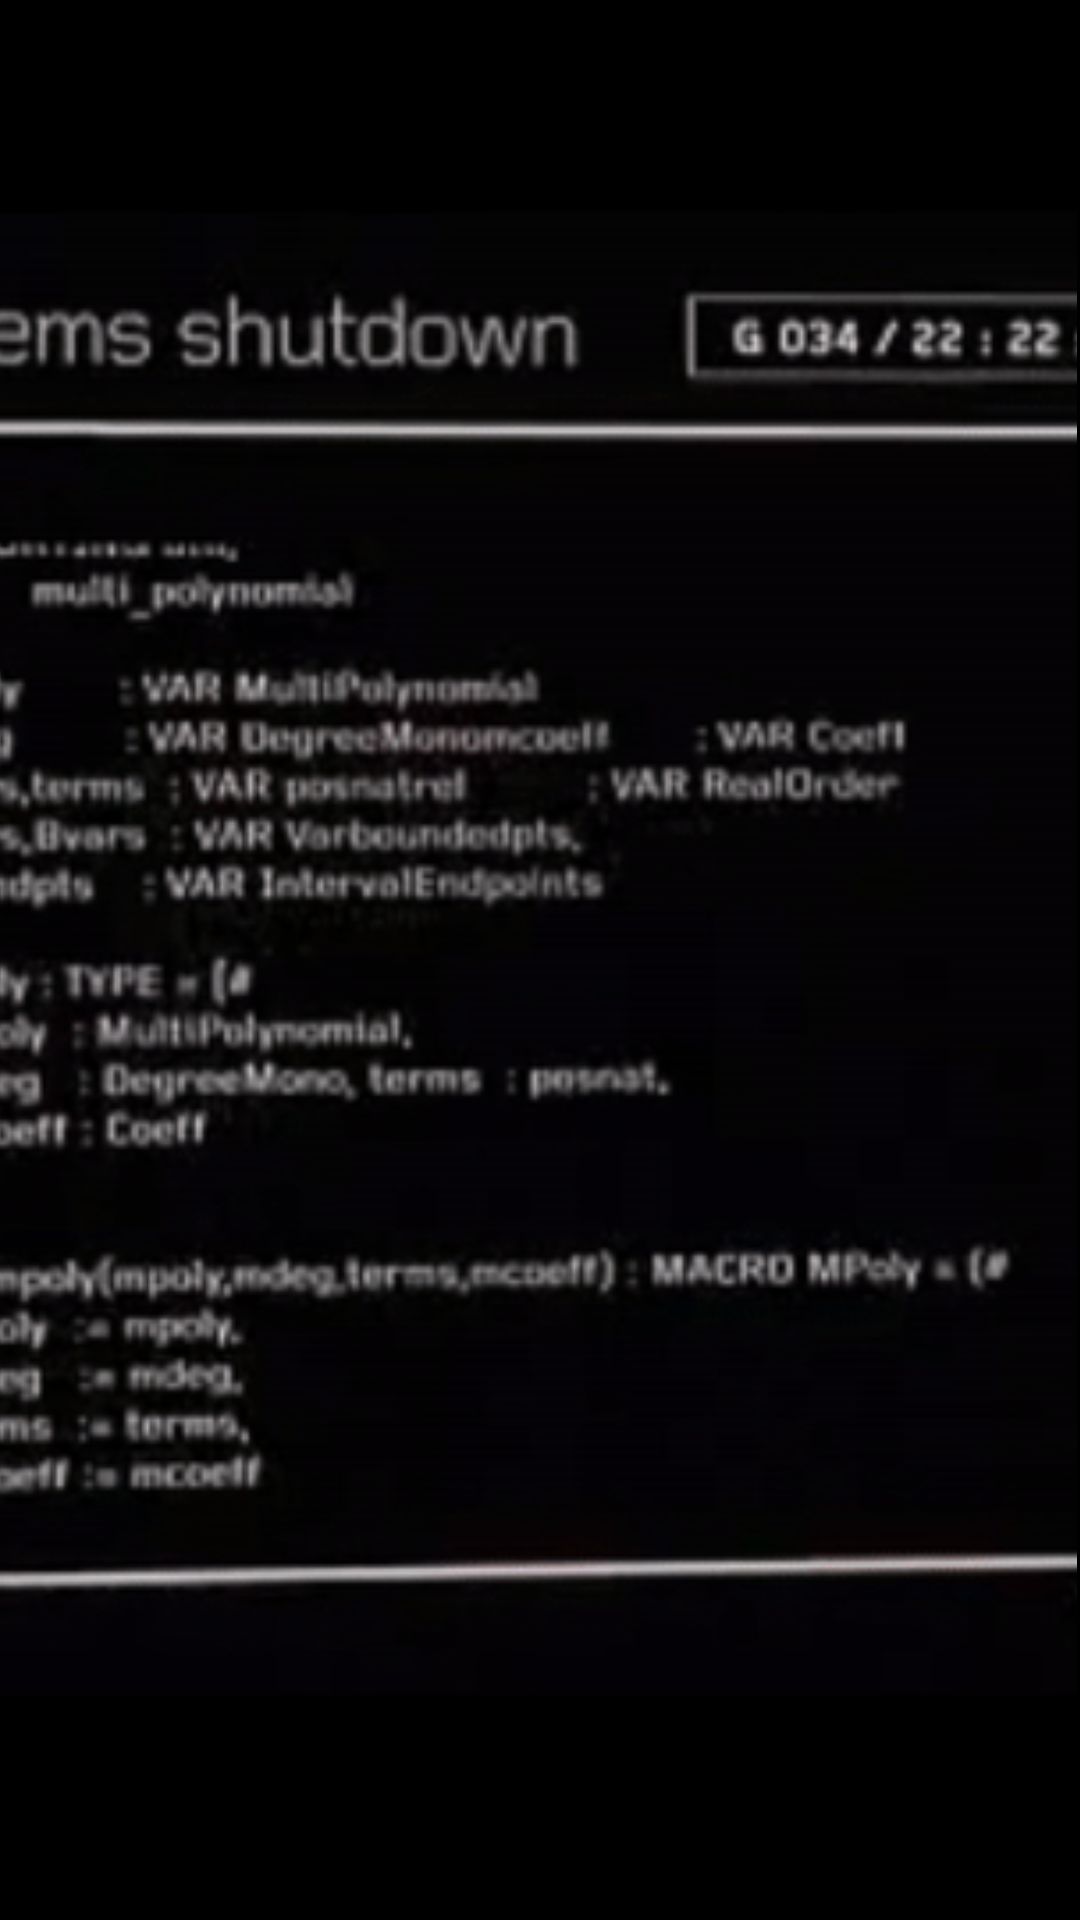 ems shutdown
G 034 / 22 : 22 :
multi_polynomial
ly : VAR MultiPolynomial
g : VAR DegreeMonomcoeff : VAR Coeff
s,terms : VAR posnatrel : VAR RealOrder
s,Bvars : VAR Varboundedpts,
ndpts : VAR IntervalEndpoints
ly : TYPE = [#
oly : MultiPolynomial,
eg : DegreeMono, terms : posnat,
oeff : Coeff
mpoly(mpoly,mdeg,terms,mcoeff) : MACRO MPoly = (#
oly := mpoly,
eg := mdeg,
ms := terms,
oeff := mcoeff